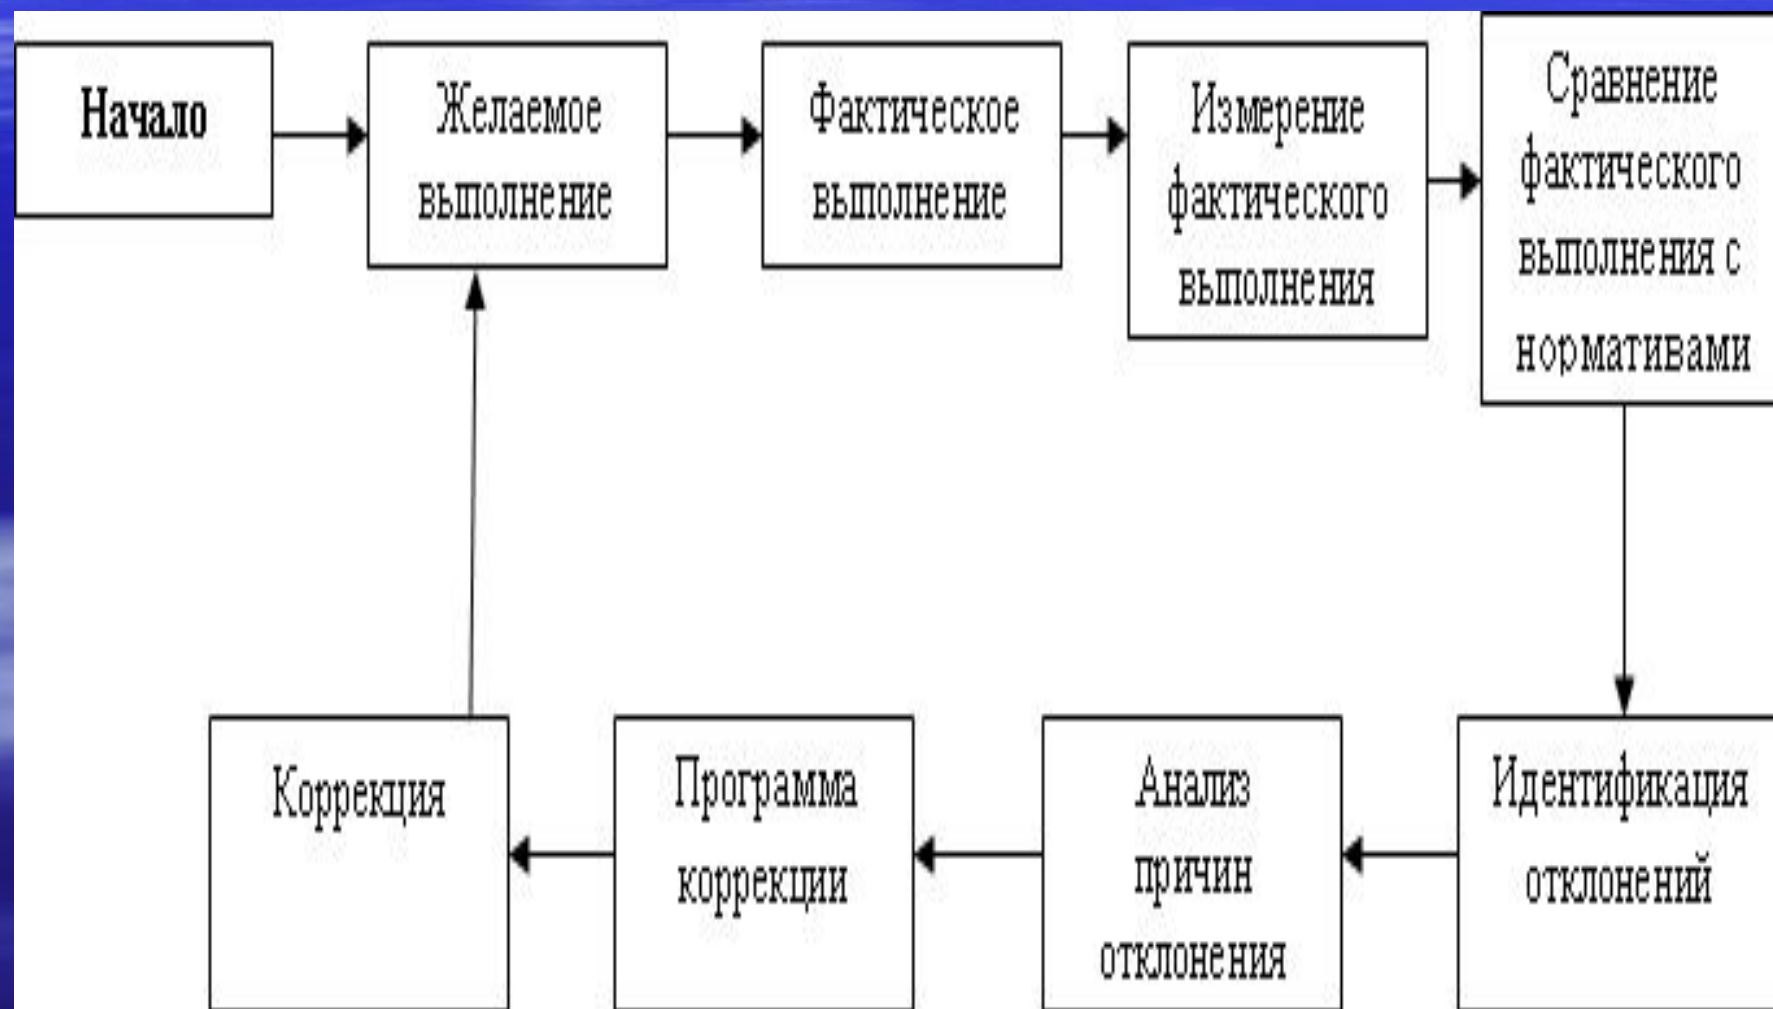 Начало
Желаемое
выполнение
Фактическое
выполнение
Измерение
фактического
выполнения
Сравнение
фактического
выполнения с
нормативами
Идентификация
отклонений
Анализ
причин
отклонения
Программа
коррекции
Коррекция